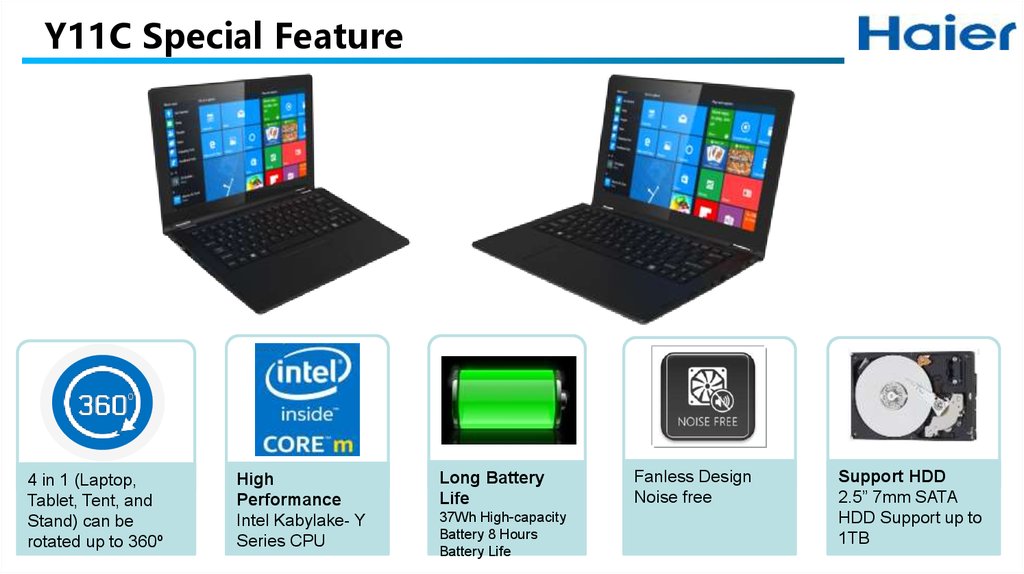 Y11C Special Feature
Haier
360°
4 in 1 (Laptop,
Tablet, Tent, and
Stand) can be
rotated up to 360º
intel
inside™
CORE™ m
High
Performance
Intel Kabylake- Y
Series CPU
Long Battery
Life
37Wh High-capacity
Battery 8 Hours
Battery Life
NOISE FREE
Fanless Design
Noise free
Support HDD
2.5” 7mm SATA
HDD Support up to
1TB